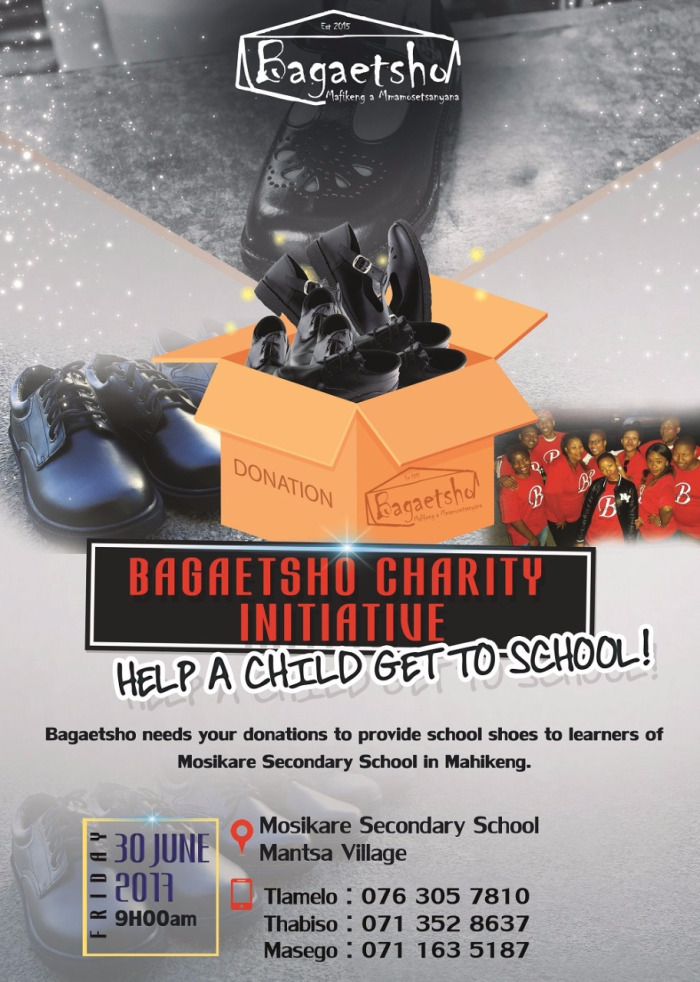 Est 2015
Bagaetsho
Mafikeng a Mmamosetsanyana
DONATION
Bagaetsho
Mafikeng a Mmamosetsanyana
B
B
B
BAGAETSHO CHARITY
INITIATIVE
HELP A CHILD GET TO SCHOOL!
Bagaetsho needs your donations to provide school shoes to learners of
Mosikare Secondary School in Mahikeng.
FRIDAY
30 JUNE
2017
9H00am
Mosikare Secondary School
Mantsa Village
Tlamelo : 076 305 7810
Thabiso : 071 352 8637
Masego : 071 163 5187